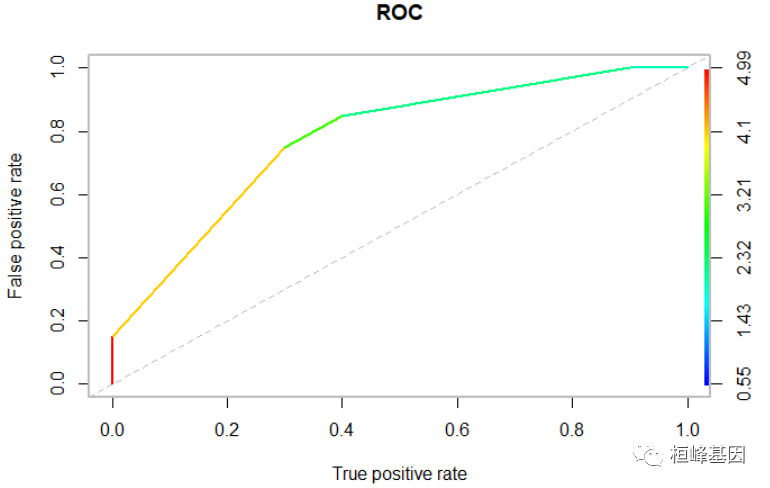 ROC
False positive rate
1.0
0.8
0.6
0.4
0.2
0.0
4.99
4.1
3.21
2.32
1.43
0.55
0.0 0.2 0.4 0.6 0.8 1.0
True positive rate
桓峰基因